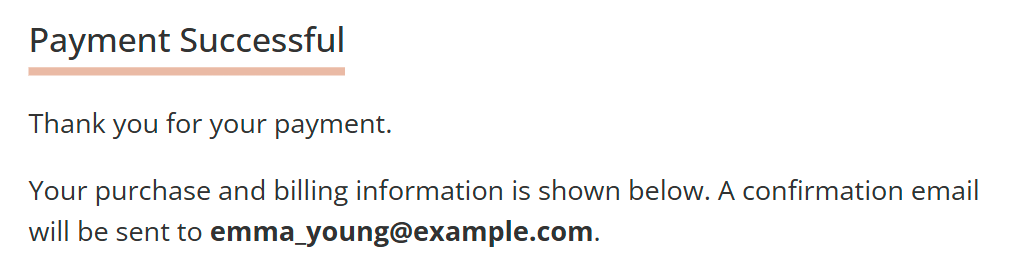 Payment Successful
Thank you for your payment.
Your purchase and billing information is shown below. A confirmation email
will be sent to emma_young@example.com.